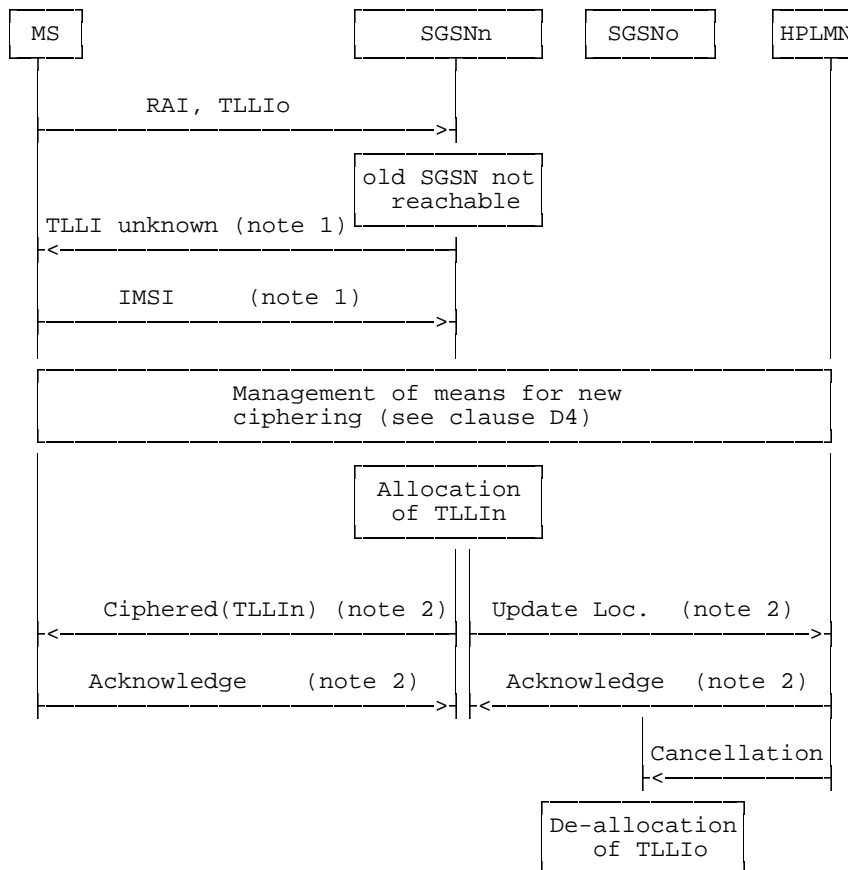 MS SGSNn SGSNo HPLMN
RAI, TLLIo
old SGSN not
reachable
TLLI unknown (note 1)
IMSI (note 1)
Management of means for new
ciphering (see clause D4)
Allocation
of TLLIn
Ciphered(TLLIn) (note 2) Update Loc. (note 2)
Acknowledge (note 2) Acknowledge (note 2)
Cancellation
De-allocation
of TLLIo